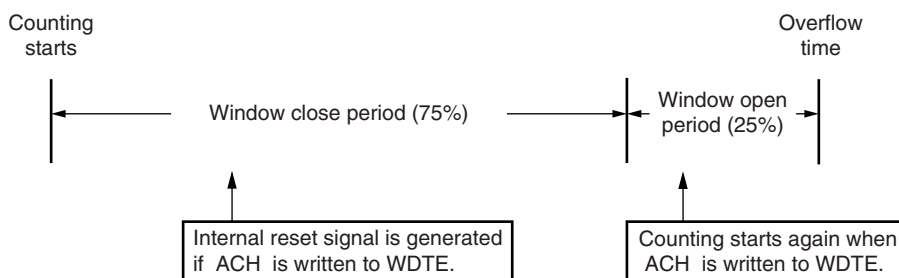 Counting
starts
Overflow
time
Window close period (75%)
Window open
period (25%)
Internal reset signal is generated
if ACH is written to WDTE.
Counting starts again when
ACH is written to WDTE.